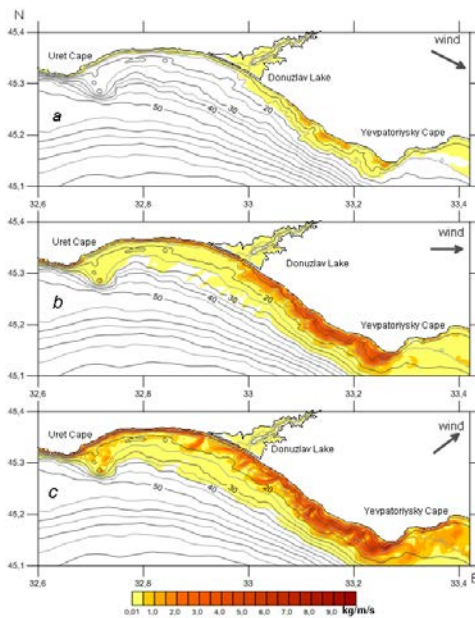 N
45,4
45,3
45,2
45,1
Uret Cape
Donuzlav Lake
Yevpatoriysky Cape
wind
a
50
40
30
20
32,6 32,8 33 33,2 33,4
45,4
45,3
45,2
45,1
Uret Cape
Donuzlav Lake
Yevpatoriysky Cape
wind
b
50
40
30
20
32,6 32,8 33 33,2 33,4
45,4
45,3
45,2
45,1
Uret Cape
Donuzlav Lake
Yevpatoriysky Cape
wind
c
50
40
30
20
32,6 32,8 33 33,2 33,4 E
0,01 1,0 2,0 3,0 4,0 5,0 6,0 7,0 8,0 9,0 kg/m/s